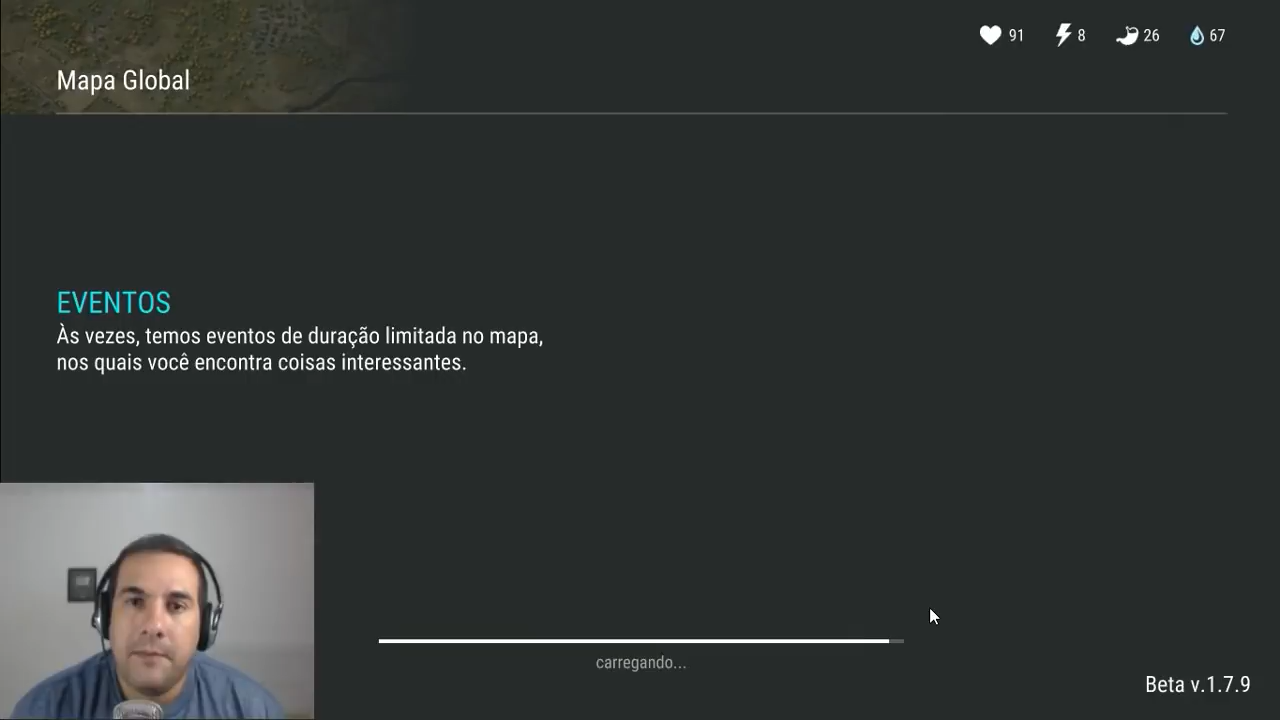 91 8 26 67
Mapa Global
EVENTOS
Às vezes, temos eventos de duração limitada no mapa,
nos quais você encontra coisas interessantes.
carregando...
Beta v.1.7.9